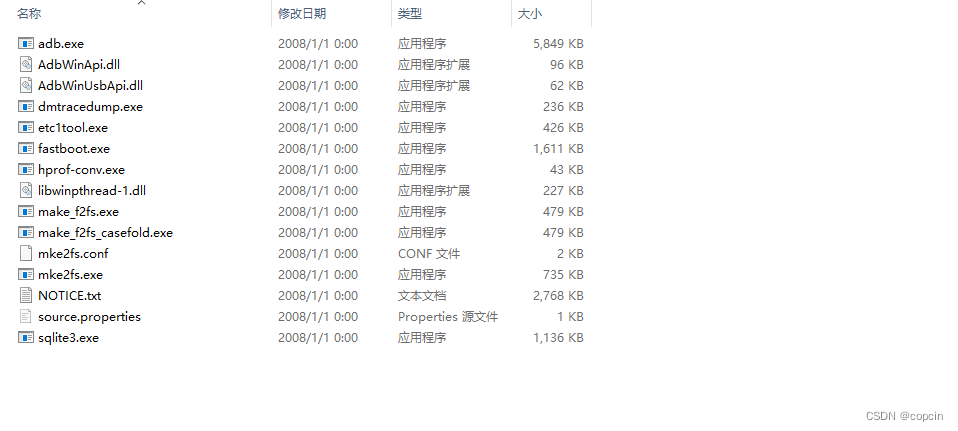 名称 修改日期 类型 大小
adb.exe 2008/1/1 0:00 应用程序 5,849 KB
AdbWinApi.dll 2008/1/1 0:00 应用程序扩展 96 KB
AdbWinUsbApi.dll 2008/1/1 0:00 应用程序扩展 62 KB
dmtracedump.exe 2008/1/1 0:00 应用程序 236 KB
etc1tool.exe 2008/1/1 0:00 应用程序 426 KB
fastboot.exe 2008/1/1 0:00 应用程序 1,611 KB
hprof-conv.exe 2008/1/1 0:00 应用程序 43 KB
libwinpthread-1.dll 2008/1/1 0:00 应用程序扩展 227 KB
make_f2fs.exe 2008/1/1 0:00 应用程序 479 KB
make_f2fs_casefold.exe 2008/1/1 0:00 应用程序 479 KB
mke2fs.conf 2008/1/1 0:00 CONF 文件 2 KB
mke2fs.exe 2008/1/1 0:00 应用程序 735 KB
NOTICE.txt 2008/1/1 0:00 文本文档 2,768 KB
source.properties 2008/1/1 0:00 Properties 源文件 1 KB
sqlite3.exe 2008/1/1 0:00 应用程序 1,136 KB
CSDN @copcin